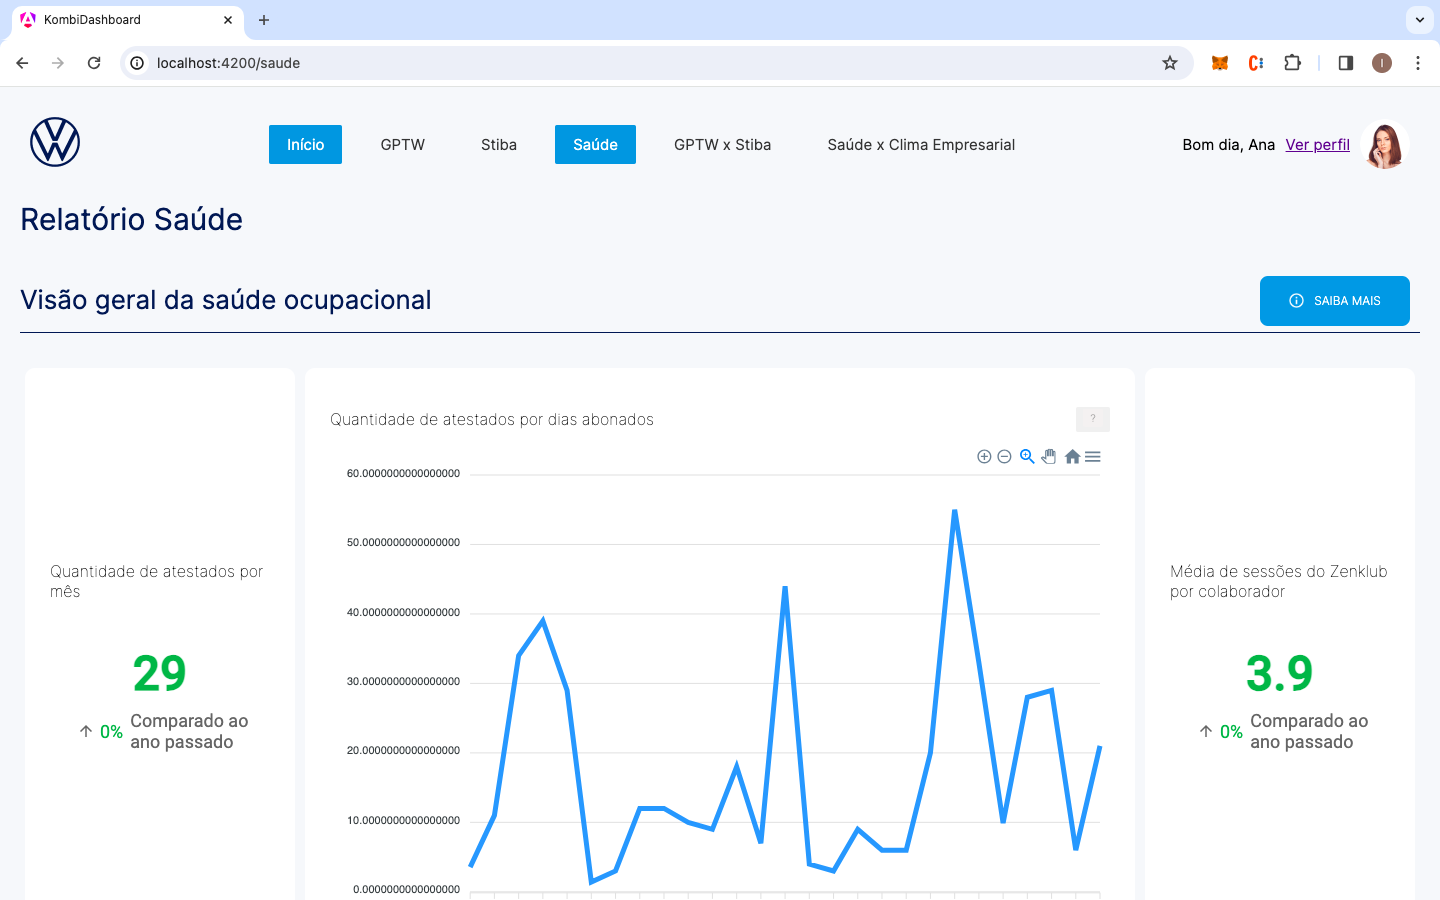 KombiDashboard
localhost:4200/saude
I
Início GPTW Stiba Saúde GPTW x Stiba Saúde x Clima Empresarial Bom dia, Ana Ver perfil
Relatório Saúde
Visão geral da saúde ocupacional
SAIBA MAIS
Quantidade de atestados por
mês
29
0%
Comparado ao
ano passado
Quantidade de atestados por dias abonados
?
60.0000000000000000
50.0000000000000000
40.0000000000000000
30.0000000000000000
20.0000000000000000
10.0000000000000000
0.0000000000000000
Média de sessões do Zenklub
por colaborador
3.9
0%
Comparado ao
ano passado